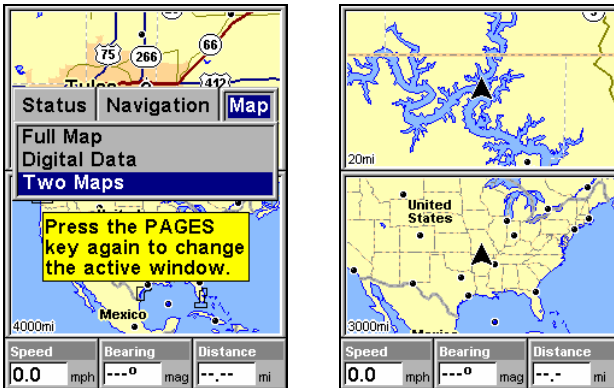 75
266
66
412
Status Navigation Map
Full Map
Digital Data
Two Maps
Press the PAGES
key again to change
the active window.
Mexico
4000mi
Speed Bearing Distance
0.0 mph ---º mag --.-- mi
20mi
United
States
3000mi
Speed Bearing Distance
0.0 mph ---º mag --.-- mi